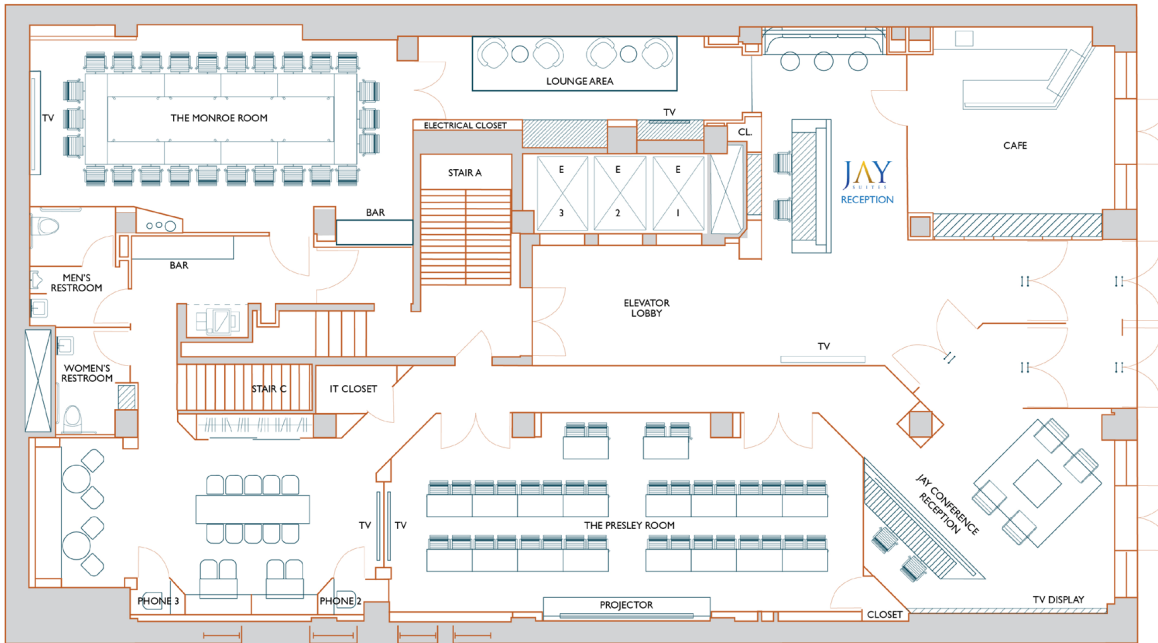 TV
THE MONROE ROOM
LOUNGE AREA
TV
ELECTRICAL CLOSET
CL.
CAFE
STAIR A
E
3
E
2
E
1
JAY
SUITES
RECEPTION
BAR
BAR
MEN'S
RESTROOM
ELEVATOR
LOBBY
TV
WOMEN'S
RESTROOM
STAIR C
IT CLOSET
JAY CONFERENCE
RECEPTION
TV
TV
THE PRESLEY ROOM
PHONE 3
PHONE 2
PROJECTOR
CLOSET
TV DISPLAY